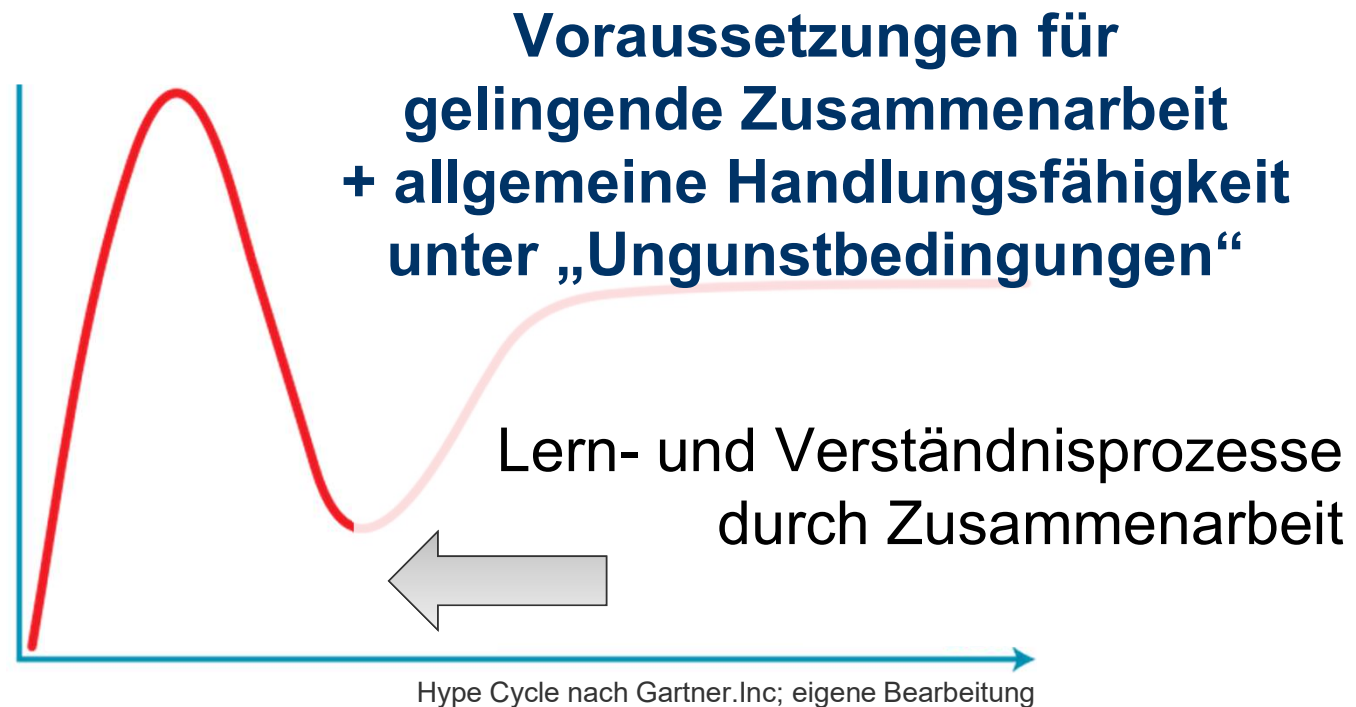 Voraussetzungen für
gelingende Zusammenarbeit
+ allgemeine Handlungsfähigkeit
unter „Ungunstbedingungen“
Lern- und Verständnisprozesse
durch Zusammenarbeit
Hype Cycle nach Gartner.Inc; eigene Bearbeitung